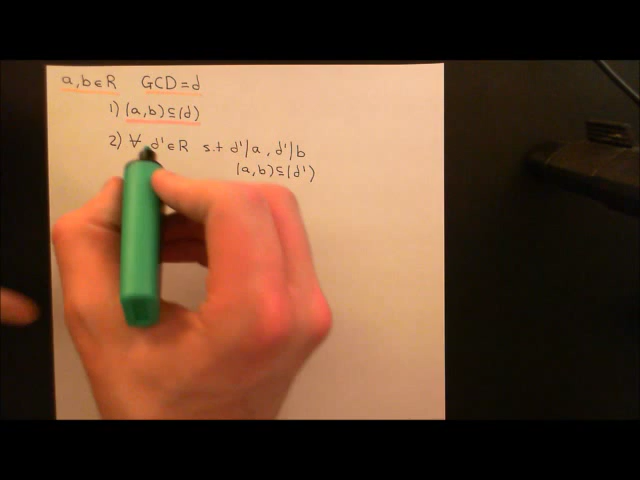 a,b∈R GCD=d
1) (a,b)⊆(d)
2) ∀ d'∈R s.t d'|a , d'|b
(a,b)⊆(d')